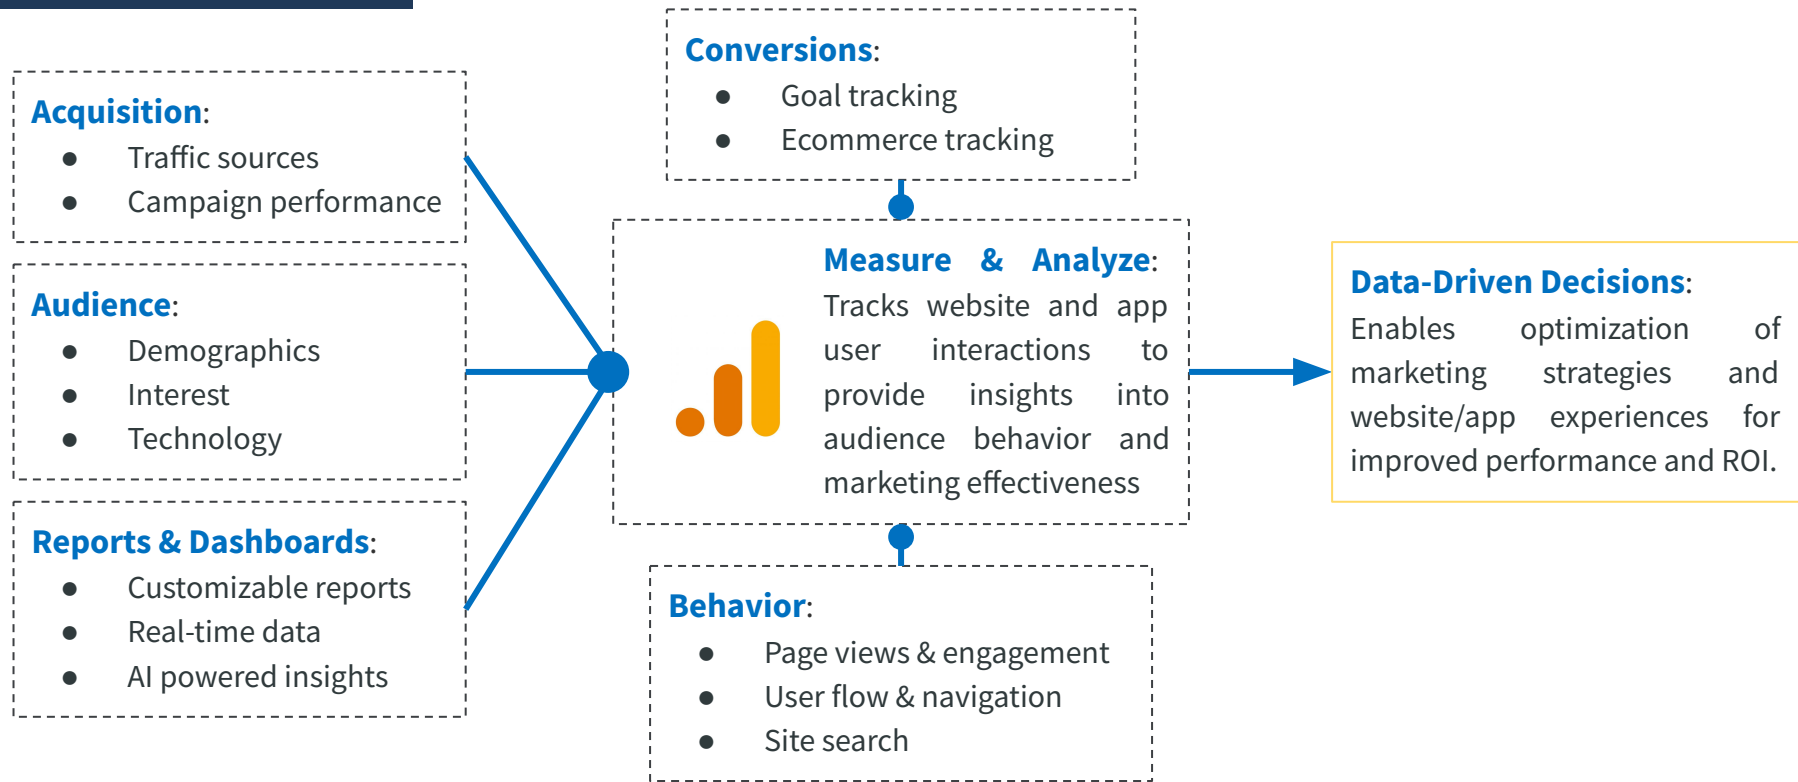 Acquisition:
● Traffic sources
● Campaign performance
Audience:
● Demographics
● Interest
● Technology
Reports & Dashboards:
● Customizable reports
● Real-time data
● AI powered insights
Conversions:
● Goal tracking
● Ecommerce tracking
Measure & Analyze:
Tracks website and app
user interactions to
provide insights into
audience behavior and
marketing effectiveness
Behavior:
● Page views & engagement
● User flow & navigation
● Site search
Data-Driven Decisions:
Enables optimization of
marketing strategies and
website/app experiences for
improved performance and ROI.